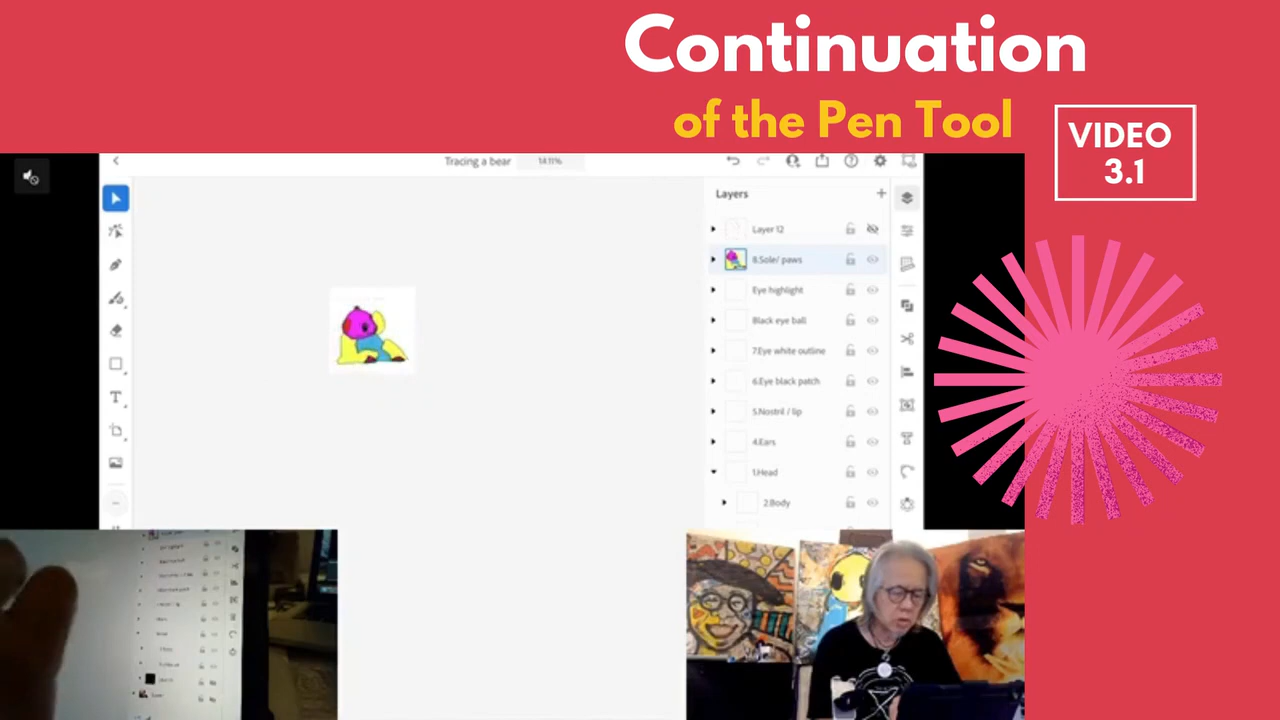 Continuation
of the Pen Tool
VIDEO
3.1
Tracing a bear
14.11%
Layers
Layer 12
8.Sole/ paws
Eye highlight
Black eye ball
7.Eye white outline
6.Eye black patch
5.Nostril / lip
4.Ears
1.Head
2.Body